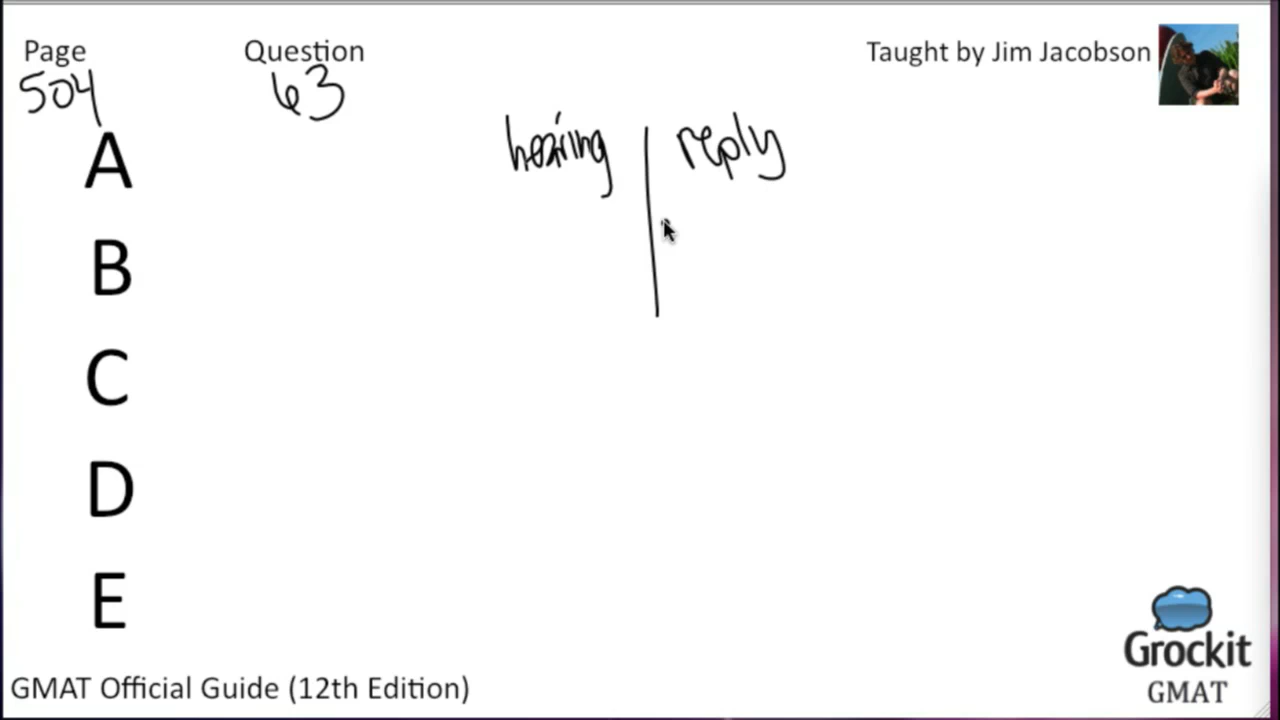 Page Question Taught by Jim Jacobson
504 63
hearing reply
A
B
C
D
E
Grockit
GMAT
GMAT Official Guide (12th Edition)